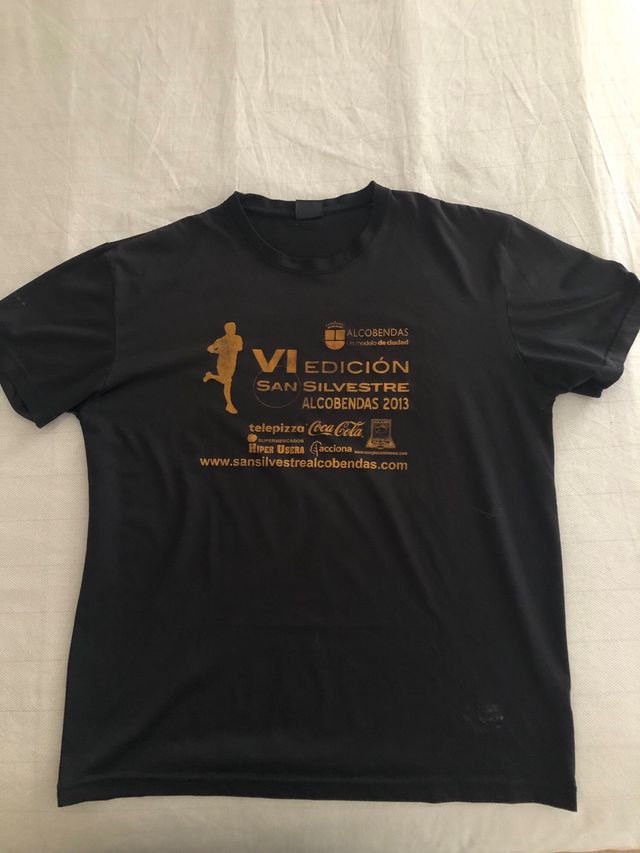 ALCOBENDAS
Un modelo de ciudad
VI EDICIÓN
SAN SILVESTRE
ALCOBENDAS 2013
telepizza Coca-Cola
SUPERMERCADOS
HIPER USERA acciona
www.sansilvestrealcobendas.com